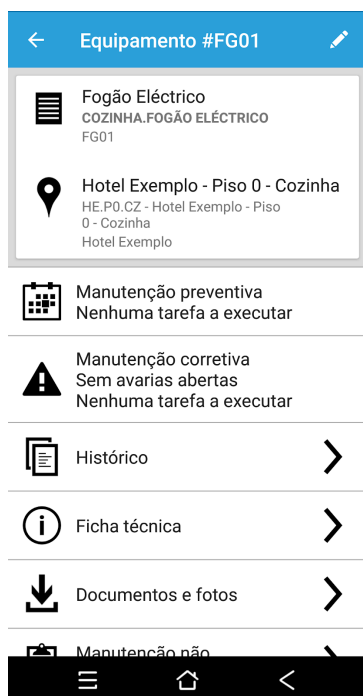 Equipamento #FG01
Fogão Eléctrico
COZINHA.FOGÃO ELÉCTRICO
FG01
Hotel Exemplo - Piso 0 - Cozinha
HE.P0.CZ - Hotel Exemplo - Piso
0 - Cozinha
Hotel Exemplo
Manutenção preventiva
Nenhuma tarefa a executar
Manutenção corretiva
Sem avarias abertas
Nenhuma tarefa a executar
Histórico
Ficha técnica
Documentos e fotos
Manutenção não